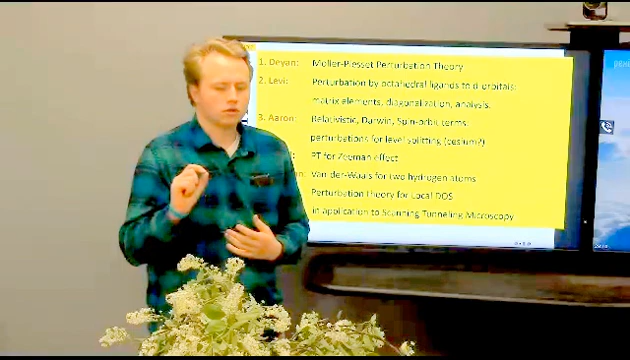 1. Deyan: Moller-Plesset Perturbation Theory
2. Levi: Perturbation by octahedral ligands to d-orbitals:
matrix elements, diagonalization, analysis.
3. Aaron: Relativistic, Darwin, Spin-orbit terms:
perturbations for level splitting (cesium?)
PT for Zeeman effect
Van-der-Waals for two hydrogen atoms
Perturbation Theory for Local DOS
in application to Scanning Tunneling Microscopy